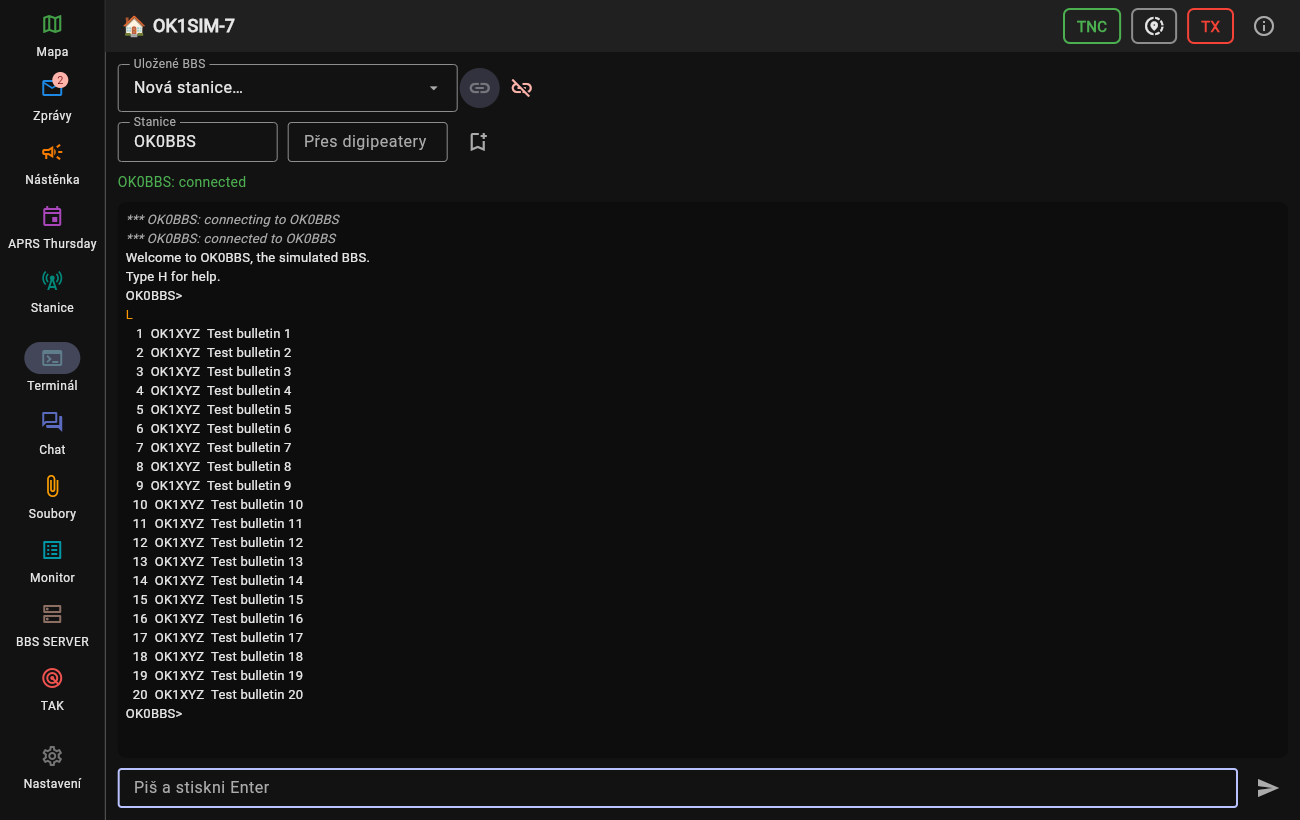 Mapa
2
Zprávy
Nástěnka
APRS Thursday
Stanice
Terminál
Chat
Soubory
Monitor
BBS SERVER
TAK
Nastavení
OK1SIM-7
TNC
TX
Uložené BBS
Nová stanice…
Stanice
OK0BBS
Přes digipeatery
OK0BBS: connected
*** OK0BBS: connecting to OK0BBS
*** OK0BBS: connected to OK0BBS
Welcome to OK0BBS, the simulated BBS.
Type H for help.
OK0BBS>
L
1 OK1XYZ Test bulletin 1
2 OK1XYZ Test bulletin 2
3 OK1XYZ Test bulletin 3
4 OK1XYZ Test bulletin 4
5 OK1XYZ Test bulletin 5
6 OK1XYZ Test bulletin 6
7 OK1XYZ Test bulletin 7
8 OK1XYZ Test bulletin 8
9 OK1XYZ Test bulletin 9
10 OK1XYZ Test bulletin 10
11 OK1XYZ Test bulletin 11
12 OK1XYZ Test bulletin 12
13 OK1XYZ Test bulletin 13
14 OK1XYZ Test bulletin 14
15 OK1XYZ Test bulletin 15
16 OK1XYZ Test bulletin 16
17 OK1XYZ Test bulletin 17
18 OK1XYZ Test bulletin 18
19 OK1XYZ Test bulletin 19
20 OK1XYZ Test bulletin 20
OK0BBS>
Piš a stiskni Enter